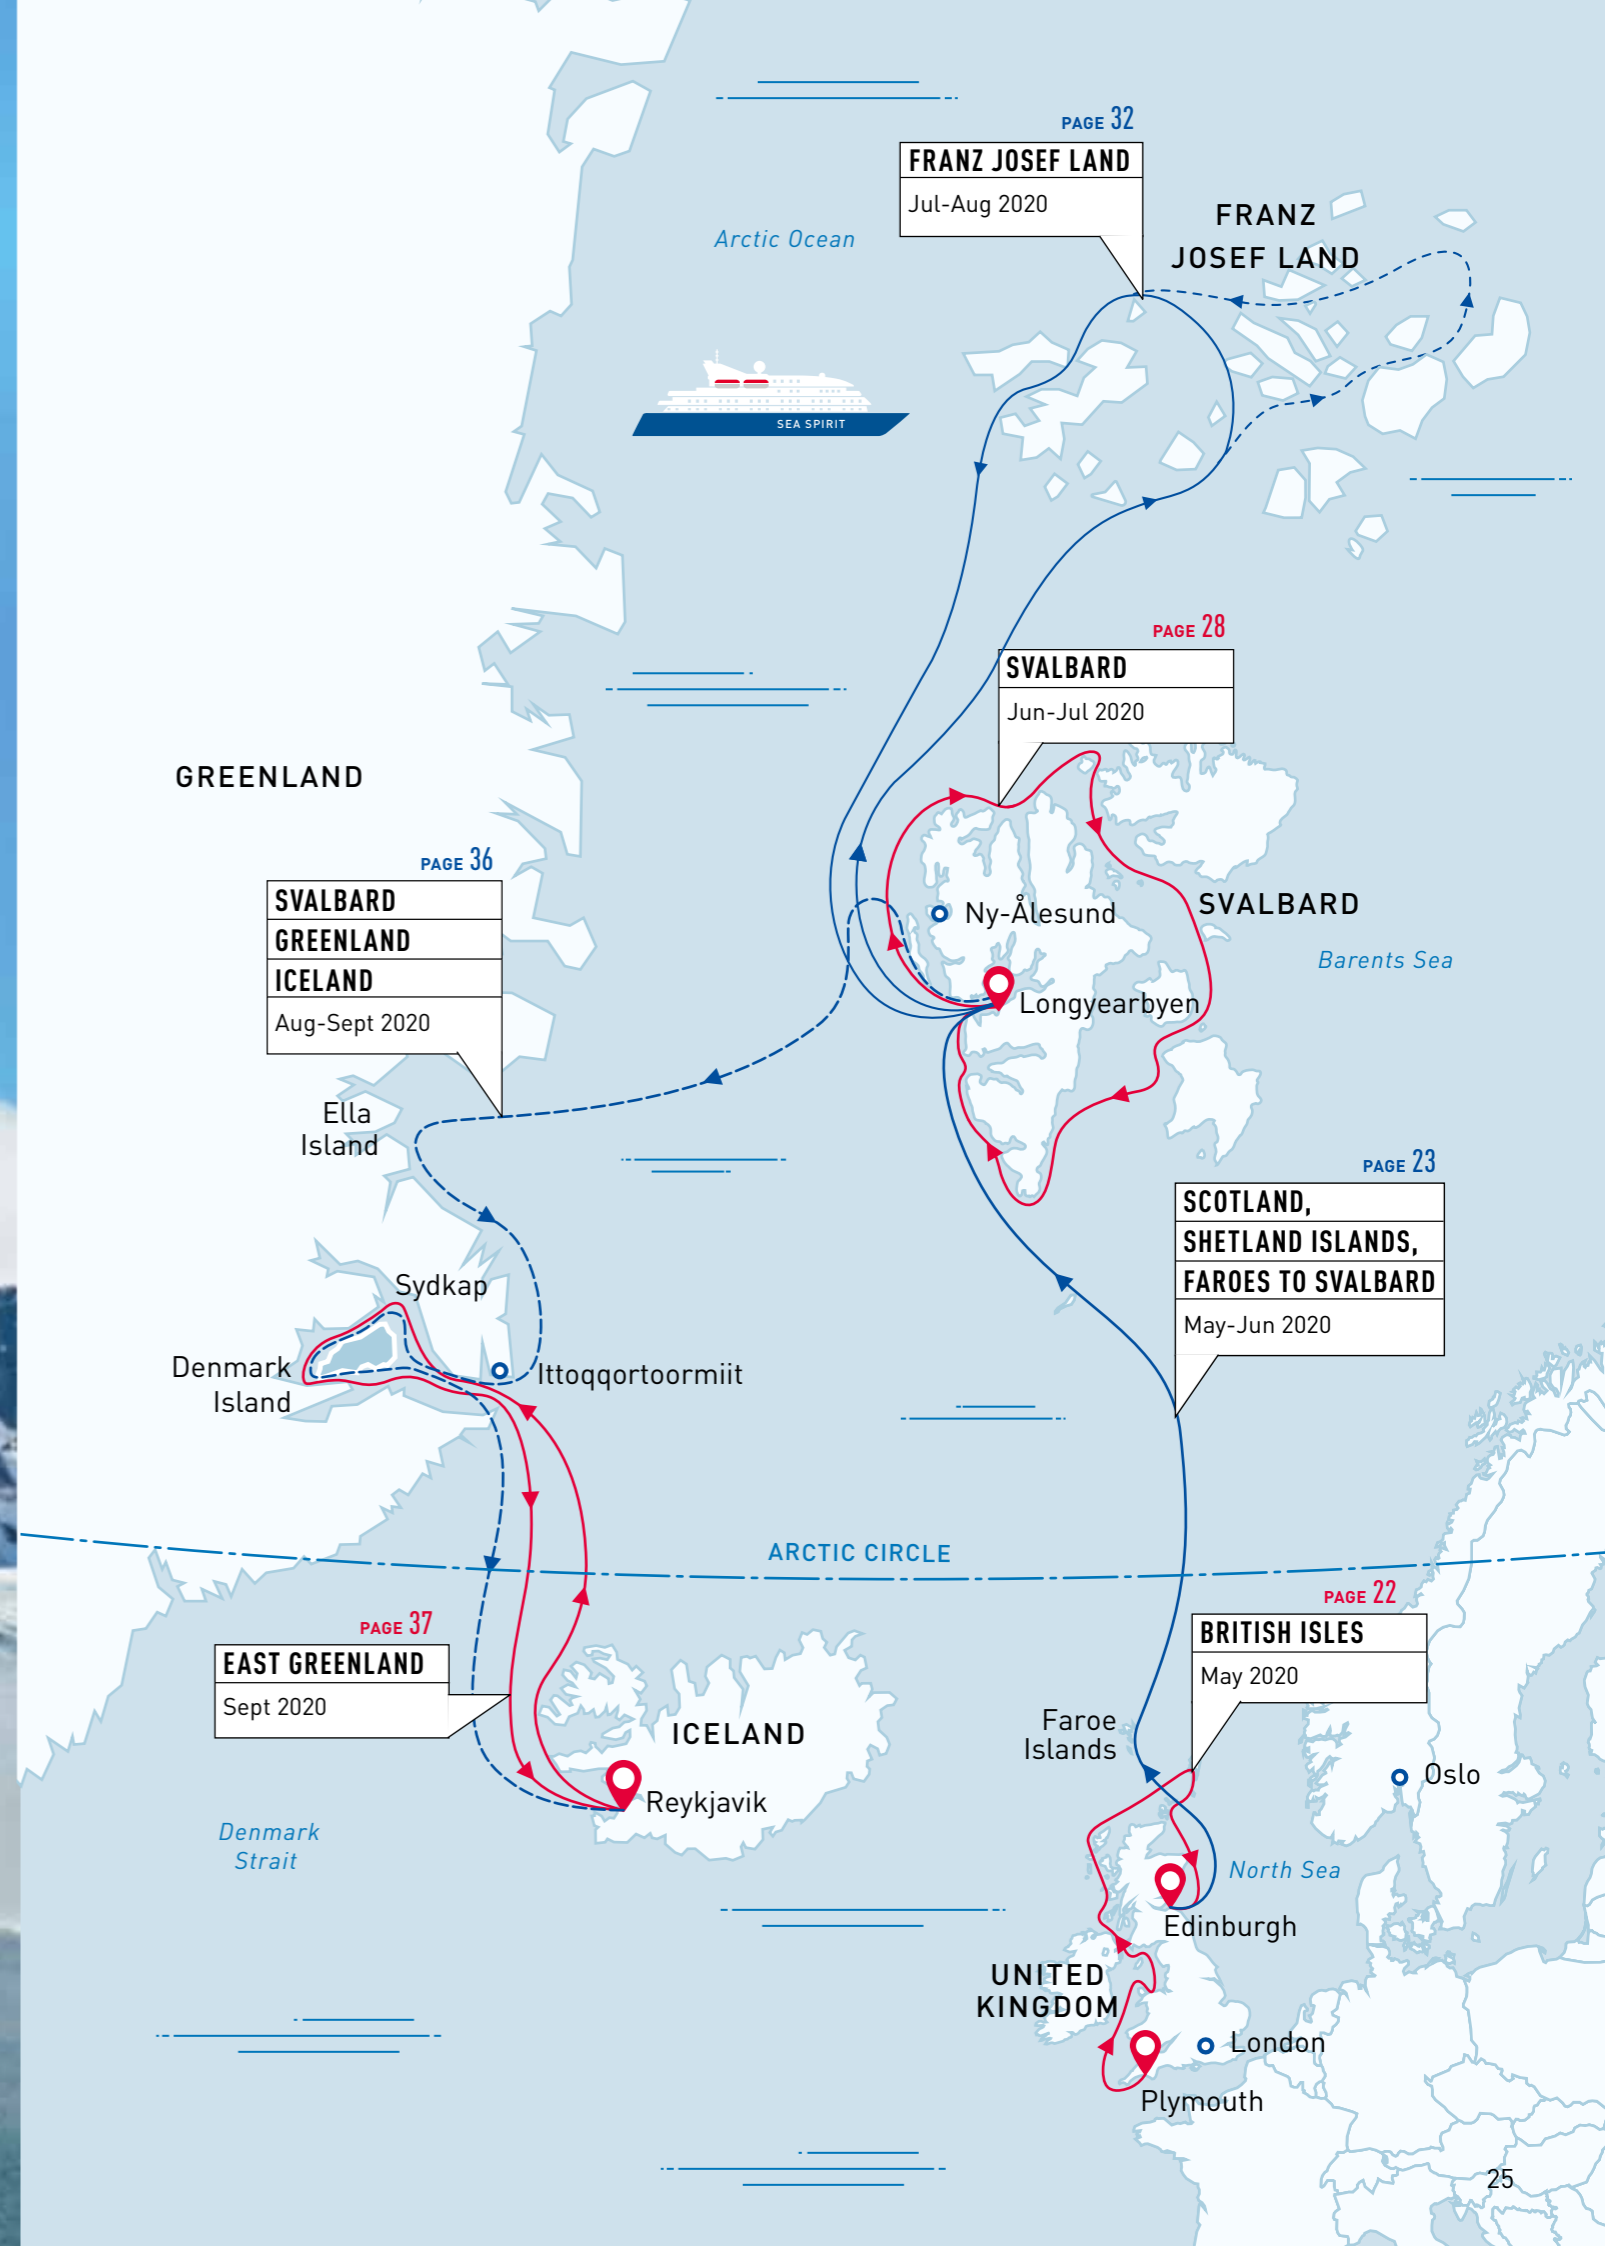 PAGE 32
FRANZ JOSEF LAND
Jul-Aug 2020
FRANZ
JOSEF LAND
Arctic Ocean
SEA SPIRIT
PAGE 28
SVALBARD
Jun-Jul 2020
GREENLAND
PAGE 36
SVALBARD
GREENLAND
ICELAND
Aug-Sept 2020
Ny-Ålesund
SVALBARD
Barents Sea
Longyearbyen
Ella
Island
PAGE 23
SCOTLAND,
SHETLAND ISLANDS,
FAROES TO SVALBARD
May-Jun 2020
Sydkap
Denmark
Island
Ittoqqortoormiit
ARCTIC CIRCLE
PAGE 22
BRITISH ISLES
May 2020
PAGE 37
EAST GREENLAND
Sept 2020
ICELAND
Reykjavik
Faroe
Islands
Oslo
Denmark
Strait
North Sea
Edinburgh
UNITED
KINGDOM
London
Plymouth
25